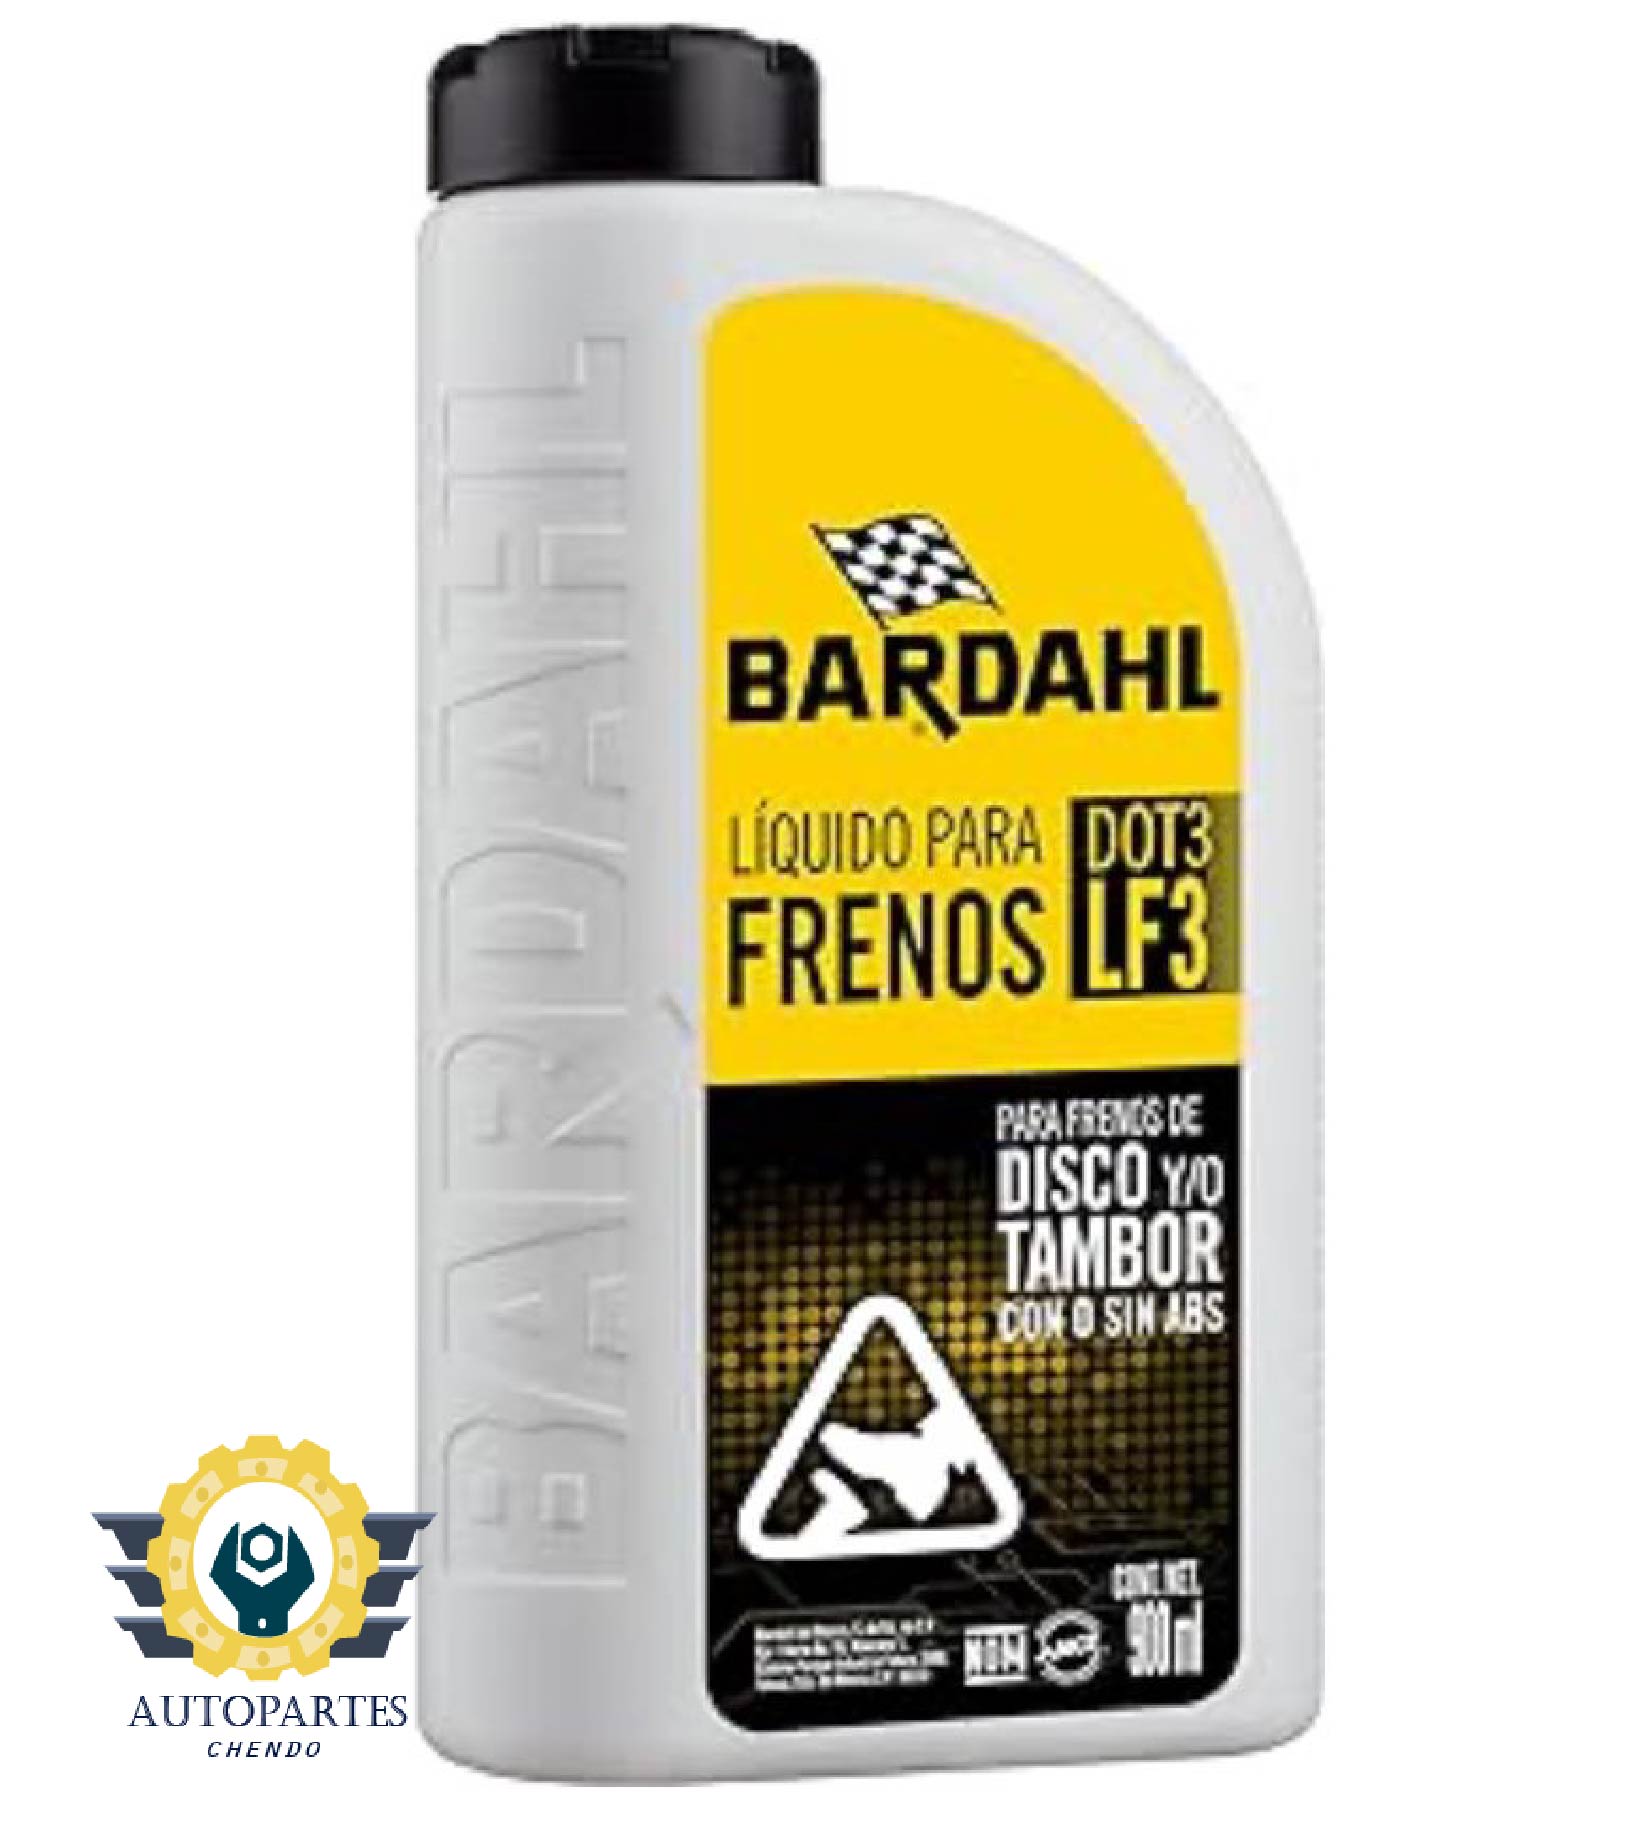 BARDAHL
BARDAHL
LÍQUIDO PARA
FRENOS
DOT3
LF3
PARA FRENOS DE
DISCO Y/O
TAMBOR
CON O SIN ABS
CONT. NET.
900 ml
NOM
AUTOPARTES
CHENDO